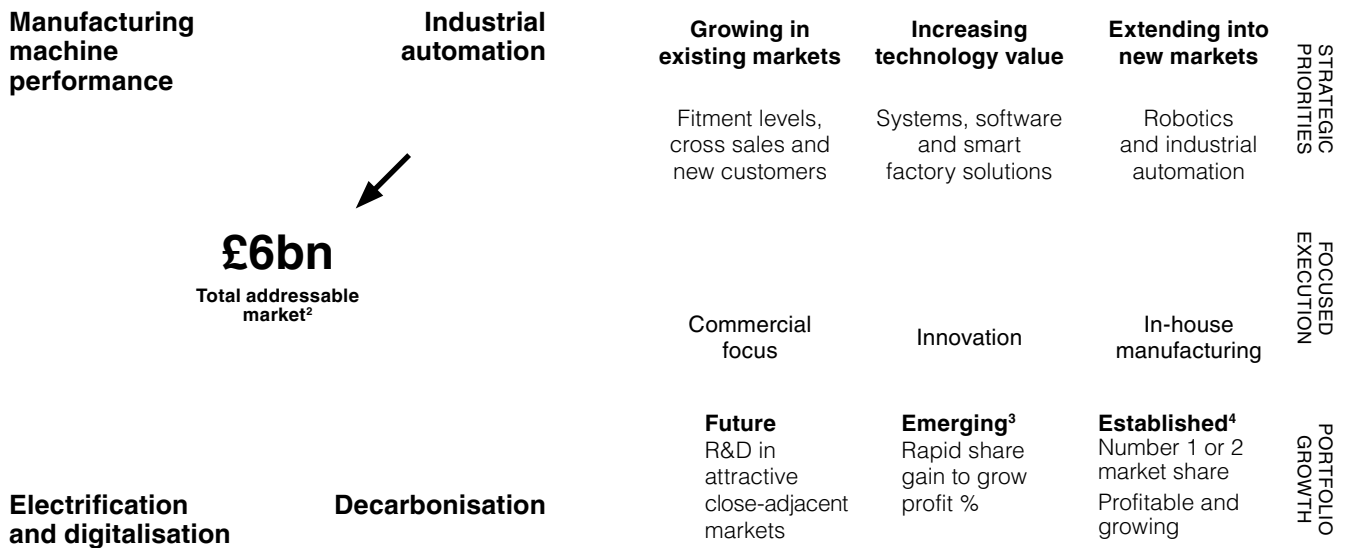 Manufacturing
machine
performance
Industrial
automation
£6bn
Total addressable
market²
Electrification
and digitalisation
Decarbonisation
Growing in
existing markets
Increasing
technology value
Extending into
new markets
Fitment levels,
cross sales and
new customers
Systems, software
and smart
factory solutions
Robotics
and industrial
automation
STRATEGIC
PRIORITIES
Commercial
focus
Innovation
In-house
manufacturing
FOCUSED
EXECUTION
Future
R&D in
attractive
close-adjacent
markets
Emerging³
Rapid share
gain to grow
profit %
Established⁴
Number 1 or 2
market share
Profitable and
growing
PORTFOLIO
GROWTH